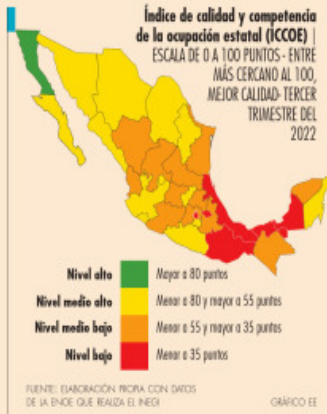 Índice de calidad y competencia
de la ocupación estatal (ICCOE) |
ESCALA DE 0 A 100 PUNTOS - ENTRE
MÁS CERCANO AL 100,
MEJOR CALIDAD- TERCER
TRIMESTRE DEL
2022
Nivel alto Mayor a 80 puntos
Nivel medio alto Menor a 80 y mayor a 55 puntos
Nivel medio bajo Menor a 55 y mayor a 35 puntos
Nivel bajo Menor a 35 puntos
FUENTE: ELABORACIÓN PROPIA CON DATOS
DE LA ENOE QUE REALIZA EL INEGI
GRÁFICO EE